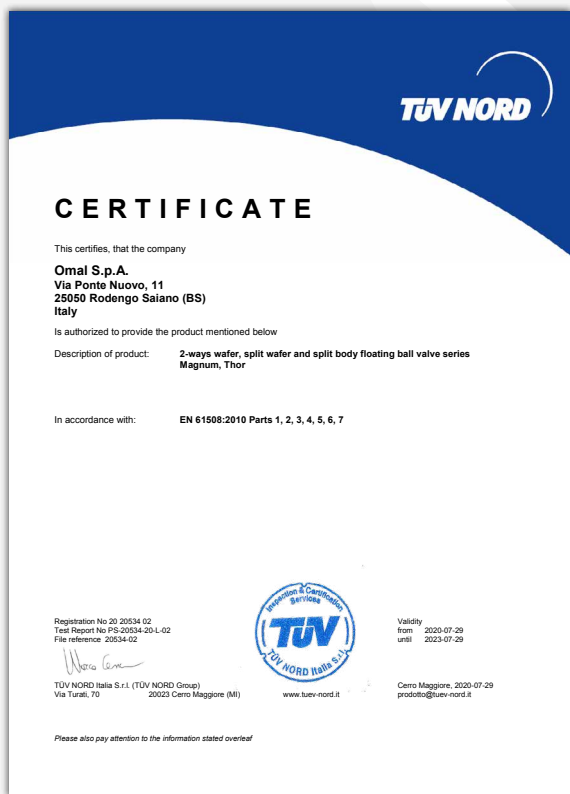 TÜV NORD
CERTIFICATE
This certifies, that the company
Omal S.p.A.
Via Ponte Nuovo, 11
25050 Rodengo Saiano (BS)
Italy
Is authorized to provide the product mentioned below
Description of product: 2-ways wafer, split wafer and split body floating ball valve series
Magnum, Thor
In accordance with: EN 61508:2010 Parts 1, 2, 3, 4, 5, 6, 7
Registration No 20 20534 02
Test Report No PS-20534-20-L-02
File reference 20534-02
Inspection & Certification
Services
TÜV
TÜV NORD Italia S.r.l.
Validity
from 2020-07-29
until 2023-07-29
TÜV NORD Italia S.r.l. (TÜV NORD Group)
Via Turati, 70 20023 Cerro Maggiore (MI) www.tuev-nord.it
Cerro Maggiore, 2020-07-29
prodotto@tuev-nord.it
Please also pay attention to the information stated overleaf